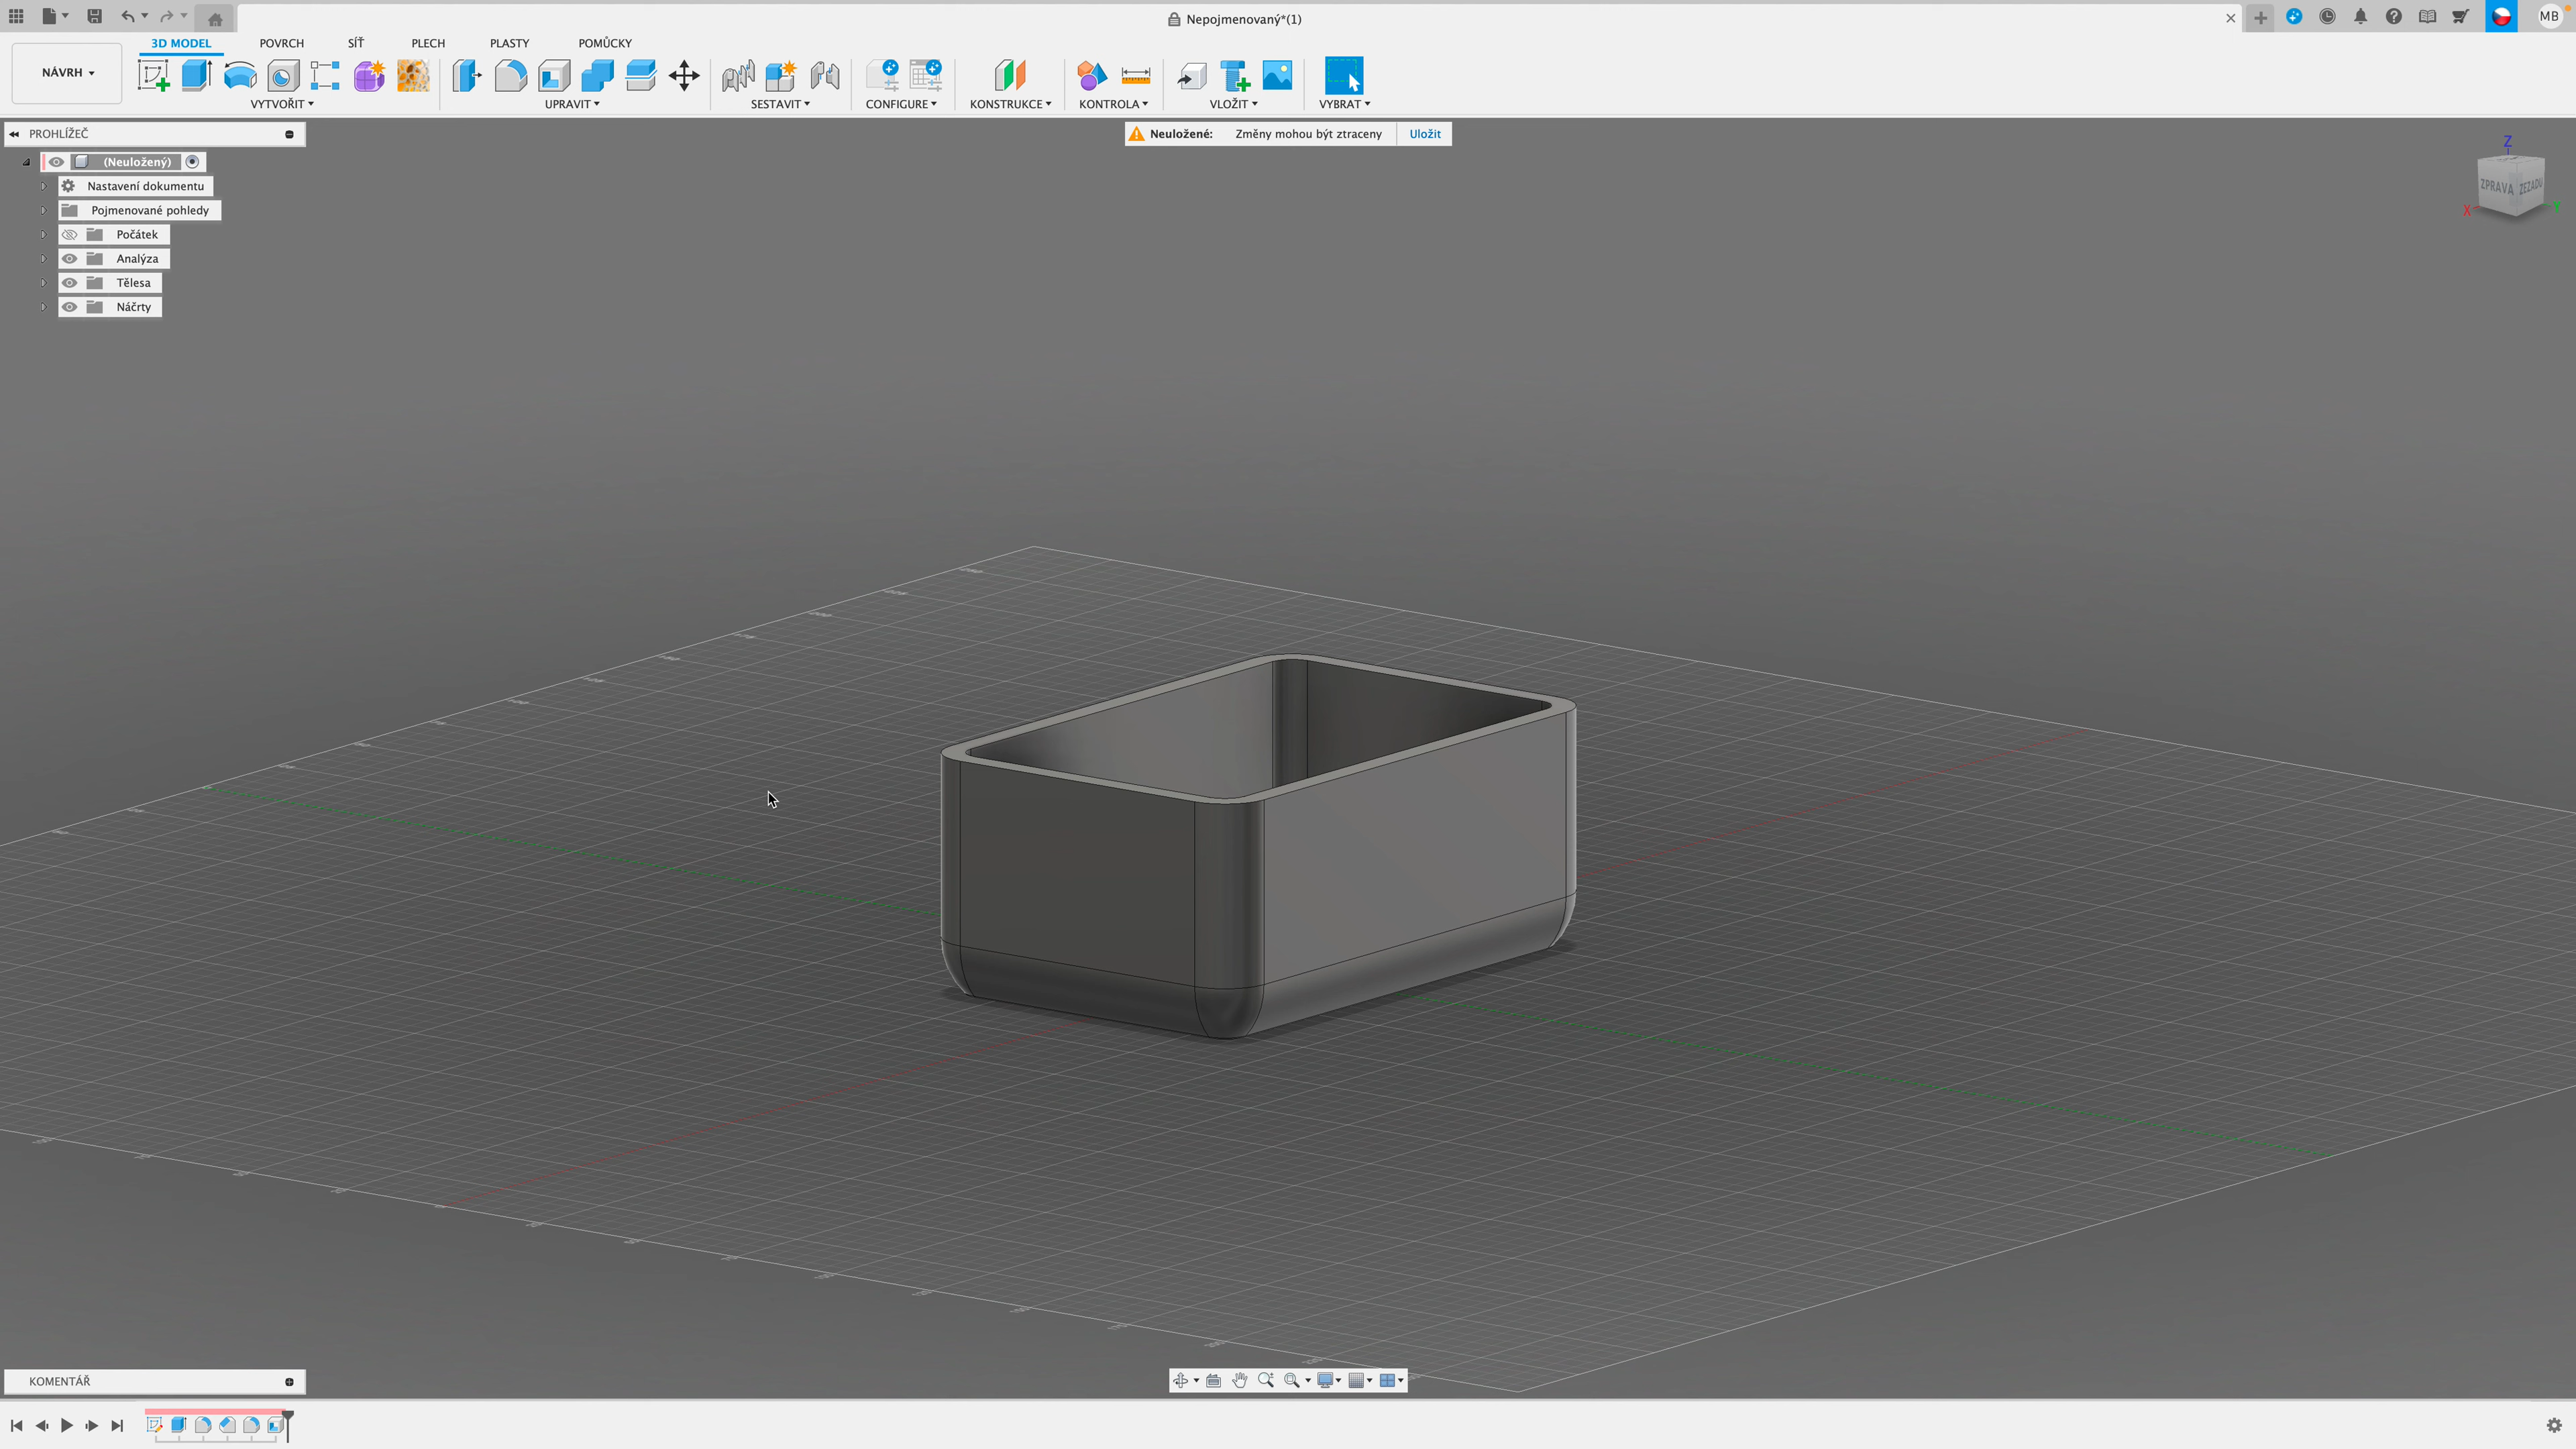 Nepojmenovaný*(1)
MB
NÁVRH
3D MODEL
POVRCH
SÍŤ
PLECH
PLASTY
POMŮCKY
VYTVOŘIT
UPRAVIT
SESTAVIT
CONFIGURE
KONSTRUKCE
KONTROLA
VLOŽIT
VYBRAT
PROHLÍŽEČ
Neuložené: Změny mohou být ztraceny Uložit
(Neuložený)
Nastavení dokumentu
Pojmenované pohledy
Počátek
Analýza
Tělesa
Náčrty
Z
ZPRAVA
ZEZADU
X
KOMENTÁŘ